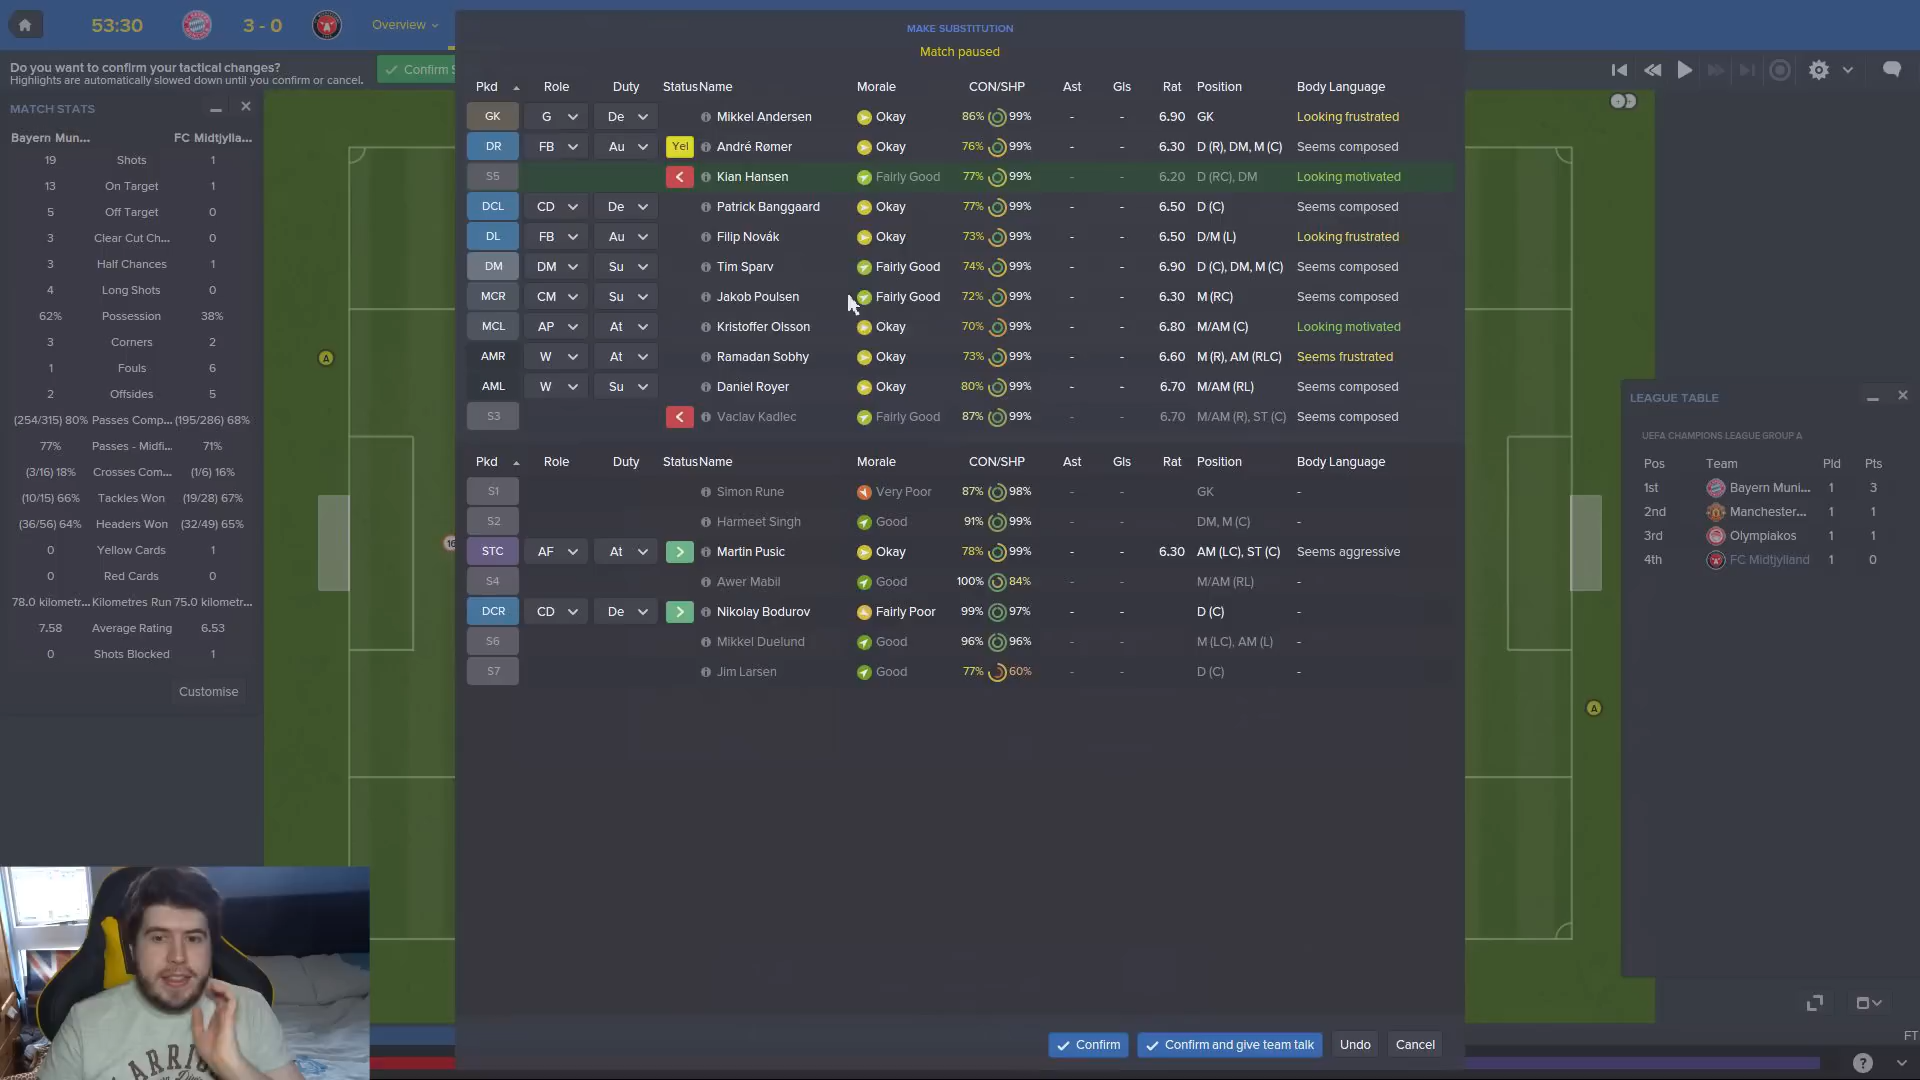 53:30 3 - 0 Overview
Do you want to confirm your tactical changes?
Highlights are automatically slowed down until you confirm or cancel.
Confirm S
MATCH STATS
Bayern Mun... FC Midtjylla...
19 Shots 1
13 On Target 1
5 Off Target 0
3 Clear Cut Ch... 0
3 Half Chances 1
4 Long Shots 0
62% Possession 38%
3 Corners 2
1 Fouls 6
2 Offsides 5
(254/315) 80% Passes Comp... (195/286) 68%
77% Passes - Midfi... 71%
(3/16) 18% Crosses Com... (1/6) 16%
(10/15) 66% Tackles Won (19/28) 67%
(36/56) 64% Headers Won (32/49) 65%
0 Yellow Cards 1
0 Red Cards 0
78.0 kilometr... Kilometres Run 75.0 kilometr...
7.58 Average Rating 6.53
0 Shots Blocked 1
Customise
A
16
MAKE SUBSTITUTION
Match paused
Pkd Role Duty Status Name Morale CON/SHP Ast Gls Rat Position Body Language
GK G De Mikkel Andersen Okay 86% 99% - - 6.90 GK Looking frustrated
DR FB Au Yel André Rømer Okay 76% 99% - - 6.30 D (R), DM, M (C) Seems composed
S5 < Kian Hansen Fairly Good 77% 99% - - 6.20 D (RC), DM Looking motivated
DCL CD De Patrick Banggaard Okay 77% 99% - - 6.50 D (C) Seems composed
DL FB Au Filip Novák Okay 73% 99% - - 6.50 D/M (L) Looking frustrated
DM DM Su Tim Sparv Fairly Good 74% 99% - - 6.90 D (C), DM, M (C) Seems composed
MCR CM Su Jakob Poulsen Fairly Good 72% 99% - - 6.30 M (RC) Seems composed
MCL AP At Kristoffer Olsson Okay 70% 99% - - 6.80 M/AM (C) Looking motivated
AMR W At Ramadan Sobhy Okay 73% 99% - - 6.60 M (R), AM (RLC) Seems frustrated
AML W Su Daniel Royer Okay 80% 99% - - 6.70 M/AM (RL) Seems composed
S3 < Vaclav Kadlec Fairly Good 87% 99% - - 6.70 M/AM (R), ST (C) Seems composed
Pkd Role Duty Status Name Morale CON/SHP Ast Gls Rat Position Body Language
S1 Simon Rune Very Poor 87% 98% - - GK -
S2 Harmeet Singh Good 91% 99% - - DM, M (C) -
STC AF At > Martin Pusic Okay 78% 99% - - 6.30 AM (LC), ST (C) Seems aggressive
S4 Awer Mabil Good 100% 84% - - M/AM (RL) -
DCR CD De > Nikolay Bodurov Fairly Poor 99% 97% - - D (C) -
S6 Mikkel Duelund Good 96% 96% - - M (LC), AM (L) -
S7 Jim Larsen Good 77% 60% - - D (C) -
Confirm Confirm and give team talk Undo Cancel
LEAGUE TABLE
UEFA CHAMPIONS LEAGUE GROUP A
Pos Team Pld Pts
1st Bayern Muni... 1 3
2nd Manchester... 1 1
3rd Olympiakos 1 1
4th FC Midtjylland 1 0
A
FT
?